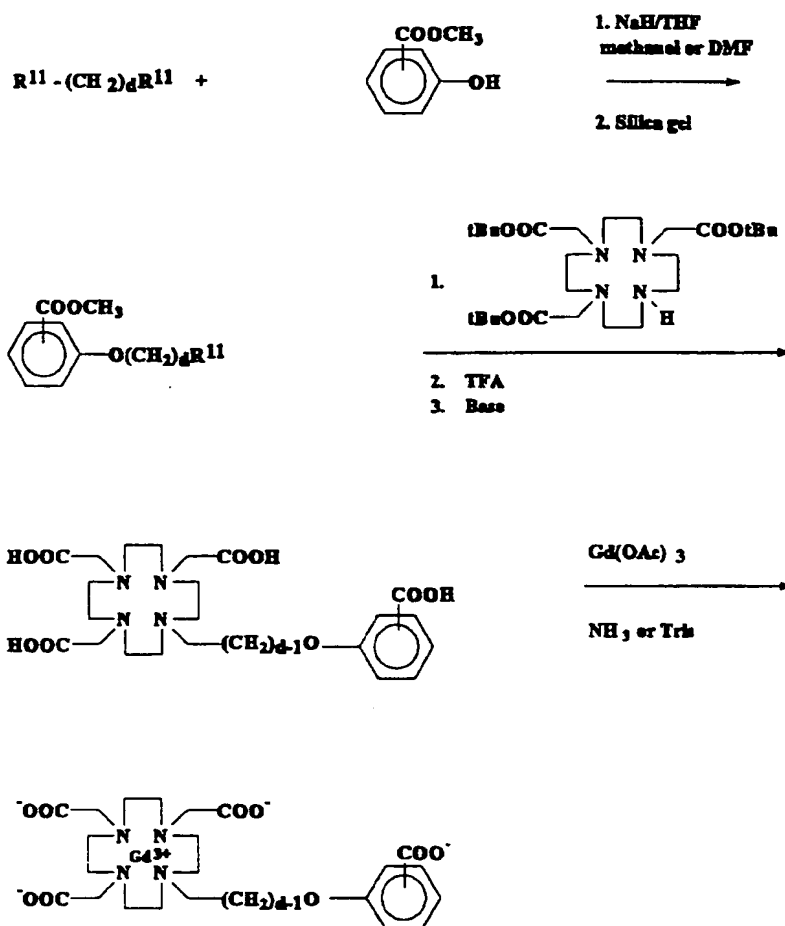 COOCH3
1. NaH/THF
methanol or DMF
R11 - (CH2)dR11 +
OH
2. Silica gel
tBuOOC
COOtBu
N N
1.
N N
tBuOOC
H
COOCH3
O(CH2)dR11
2. TFA
3. Base
HOOC
COOH
Gd(OAc)3
N N
COOH
N N
HOOC
(CH2)d-1O
NH3 or Tris
-OOC
COO-
N N
Gd3+
COO-
N N
-OOC
(CH2)d-1O